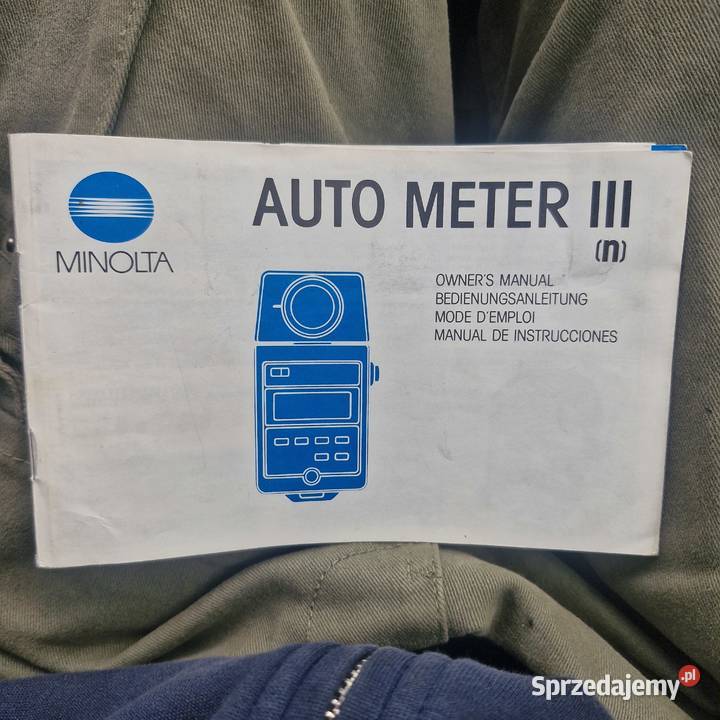 MINOLTA
AUTO METER III
(n)
OWNER'S MANUAL
BEDIENUNGSANLEITUNG
MODE D'EMPLOI
MANUAL DE INSTRUCCIONES
Sprzedajemy.pl